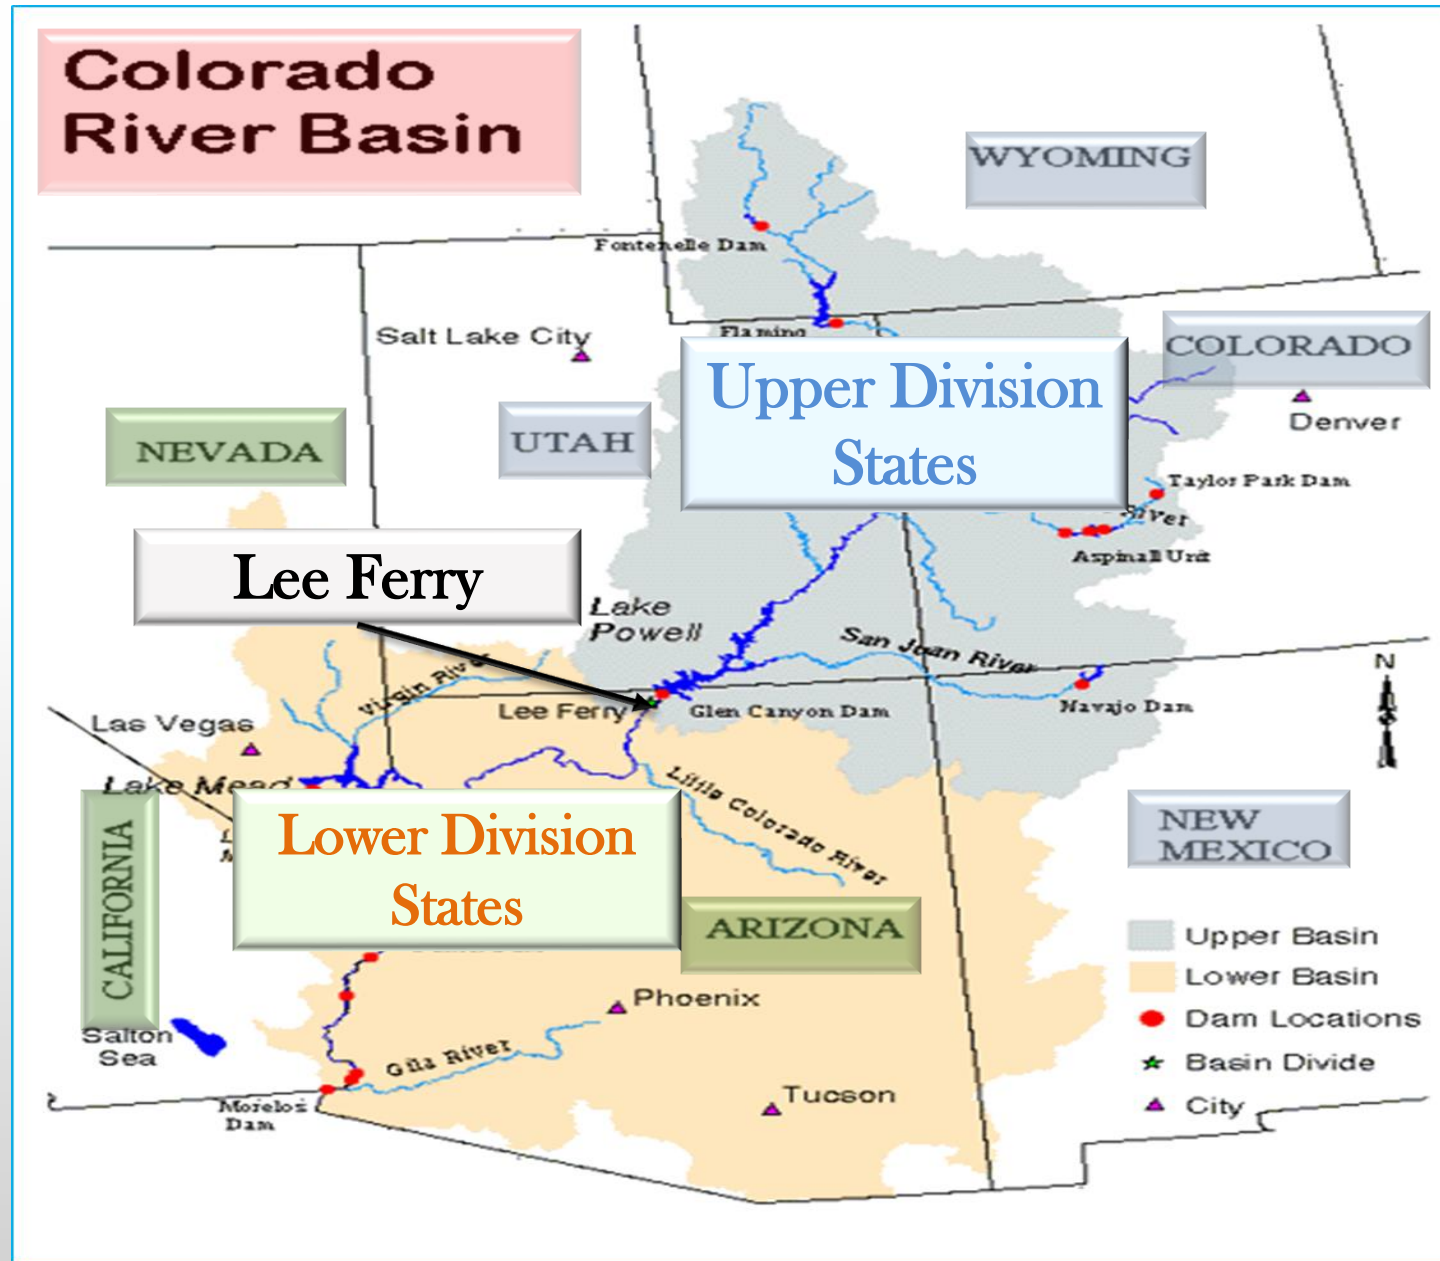 Colorado
River Basin
WYOMING
Fontenelle Dam
Salt Lake City
Flaming
COLORADO
Upper Division
States
Denver
NEVADA
UTAH
Taylor Park Dam
River
Aspinall Unit
Lee Ferry
Lake
Powell
San Juan River
Virgin River
N
Lee Ferry
Glen Canyon Dam
Navajo Dam
Las Vegas
Lake Mead
Little Colorado River
Lower Division
States
CALIFORNIA
NEW
MEXICO
ARIZONA
Upper Basin
Lower Basin
Phoenix
Dam Locations
Salton
Sea
Gila River
Basin Divide
Tucson
City
Morelos
Dam